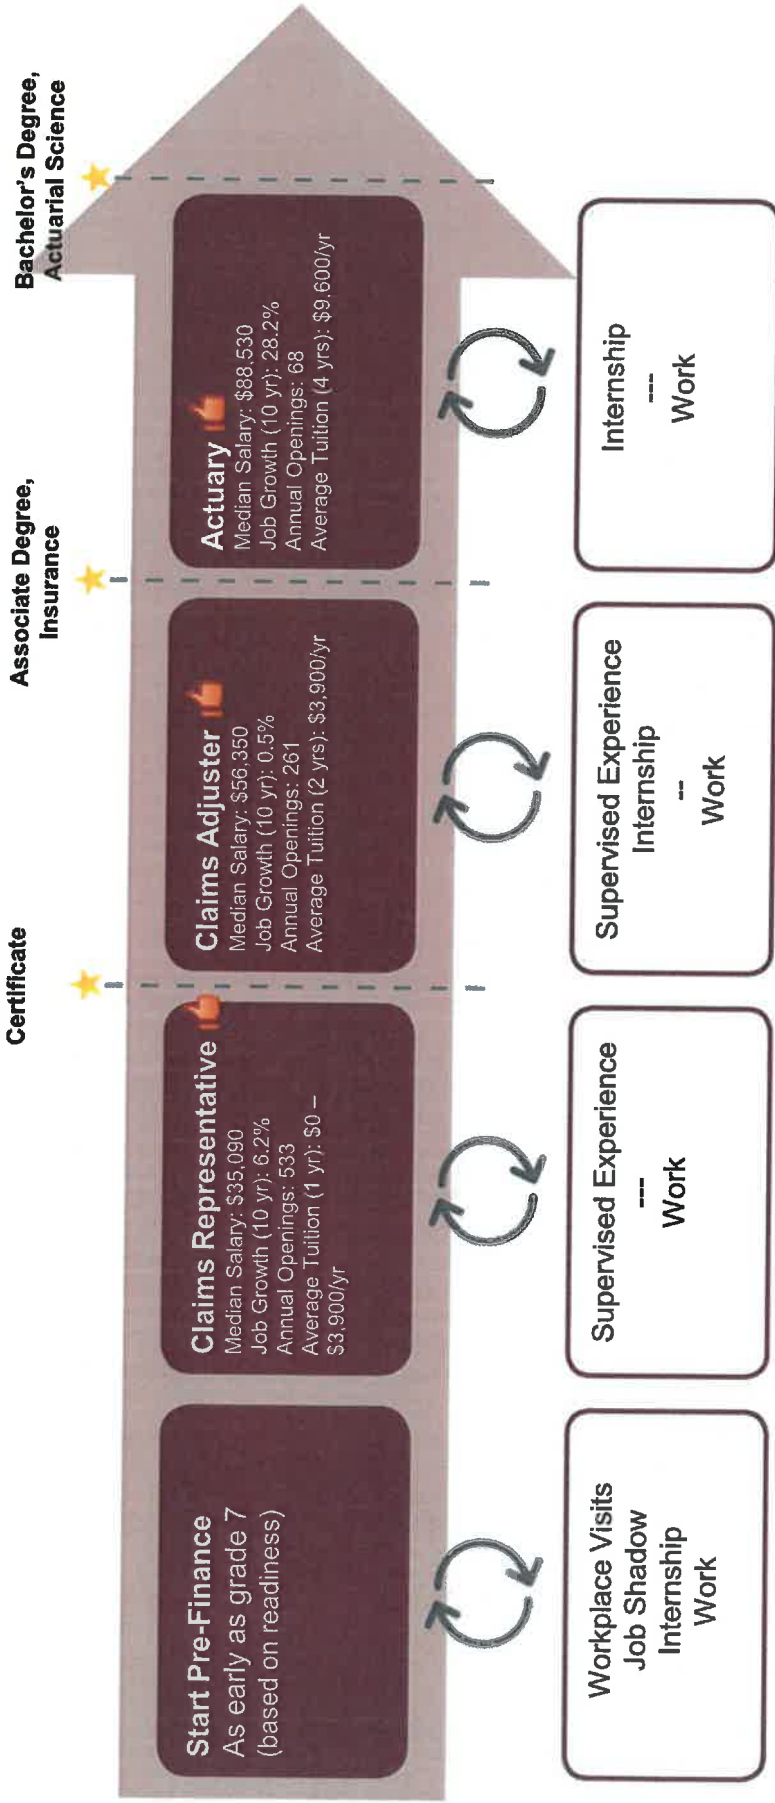 Certificate
Associate Degree,
Insurance
Bachelor's Degree,
Actuarial Science
Start Pre-Finance
As early as grade 7
(based on readiness)
Claims Representative
Median Salary: $35,090
Job Growth (10 yr): 6.2%
Annual Openings: 533
Average Tuition (1 yr): $0 –
$3,900/yr
Claims Adjuster
Median Salary: $56,350
Job Growth (10 yr): 0.5%
Annual Openings: 261
Average Tuition (2 yrs): $3,900/yr
Actuary
Median Salary: $88,530
Job Growth (10 yr): 28.2%
Annual Openings: 68
Average Tuition (4 yrs): $9.600/yr
Workplace Visits
Job Shadow
Internship
Work
Supervised Experience
---
Work
Supervised Experience
Internship
--
Work
Internship
---
Work